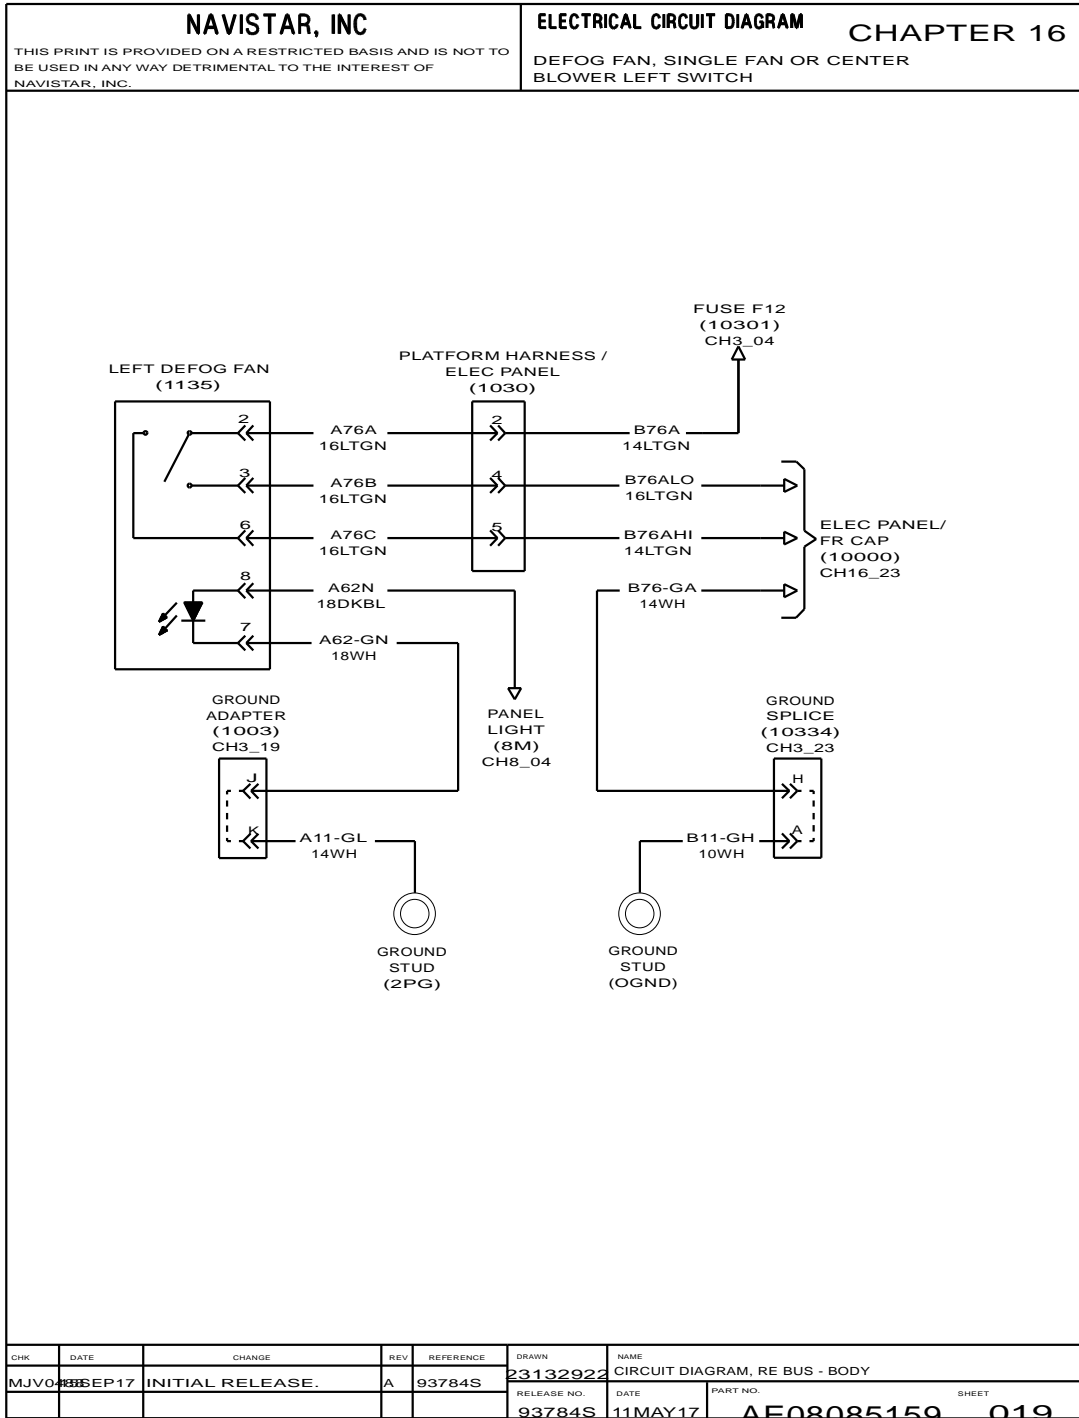 NAVISTAR, INC
THIS PRINT IS PROVIDED ON A RESTRICTED BASIS AND IS NOT TO
BE USED IN ANY WAY DETRIMENTAL TO THE INTEREST OF
NAVISTAR, INC.
ELECTRICAL CIRCUIT DIAGRAM
CHAPTER 16
DEFOG FAN, SINGLE FAN OR CENTER
BLOWER LEFT SWITCH
FUSE F12
(10301)
CH3_04
PLATFORM HARNESS /
ELEC PANEL
(1030)
LEFT DEFOG FAN
(1135)
2 A76A 2 B76A
16LTGN 14LTGN
3 A76B 4 B76ALO
16LTGN 16LTGN
6 A76C 5 B76AHI
16LTGN 14LTGN
ELEC PANEL/
FR CAP
(10000)
CH16_23
8 A62N B76-GA
18DKBL 14WH
7 A62-GN
18WH
GROUND
ADAPTER
(1003)
CH3_19
PANEL
LIGHT
(8M)
CH8_04
GROUND
SPLICE
(10334)
CH3_23
J
H
K A11-GL
14WH
B11-GH A
10WH
GROUND
STUD
(2PG)
GROUND
STUD
(OGND)
CHK DATE CHANGE REV REFERENCE DRAWN NAME
INITIAL RELEASE. A 93784S 23132922 CIRCUIT DIAGRAM, RE BUS - BODY
RELEASE NO. DATE PART NO. SHEET
93784S 11MAY17 AE08085159 019